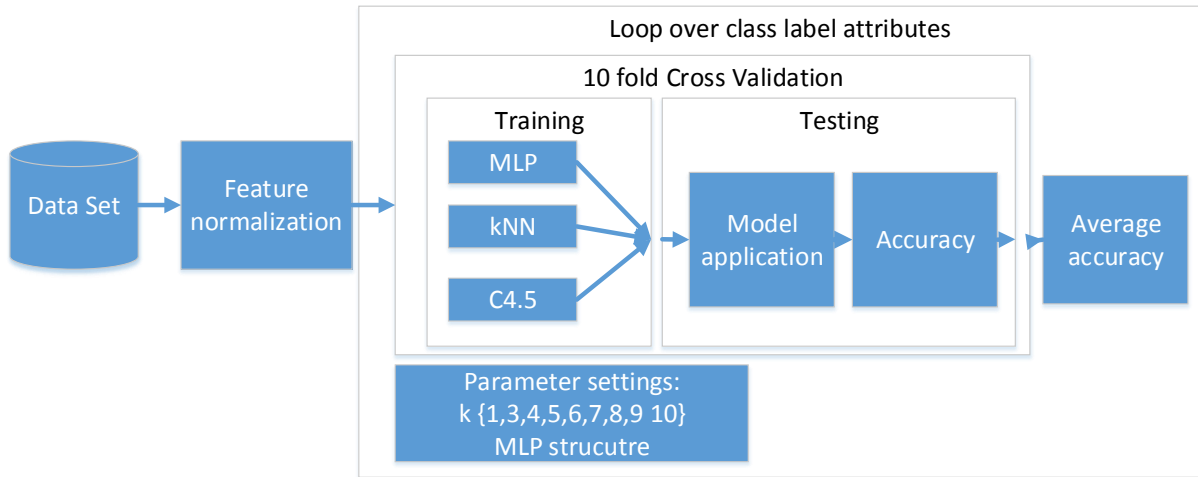 Loop over class label attributes
10 fold Cross Validation
Training
Testing
Data Set
Feature
normalization
MLP
kNN
C4.5
Model
application
Accuracy
Average
accuracy
Parameter settings:
k {1,3,4,5,6,7,8,9 10}
MLP strucutre